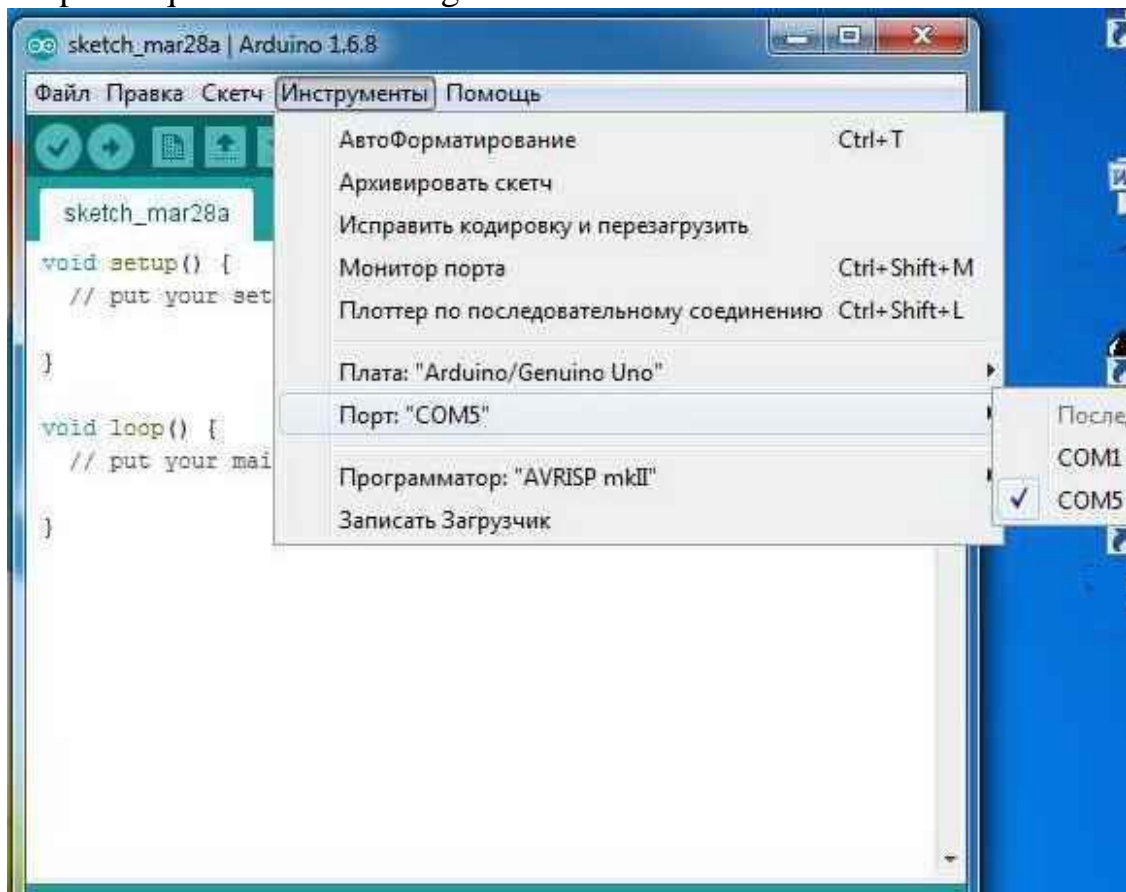 sketch_mar28a | Arduino 1.6.8
Файл Правка Скетч Инструменты Помощь
АвтоФорматирование Ctrl+T
Архивировать скетч
sketch_mar28a
Исправить кодировку и перезагрузить
void setup() {
Монитор порта Ctrl+Shift+M
// put your set
Плоттер по последовательному соединению Ctrl+Shift+L
}
Плата: "Arduino/Genuino Uno"
Порт: "COM5"
void loop() {
// put your mai
COM1
Программатор: "AVRISP mkII"
✓ COM5
Записать Загрузчик
}